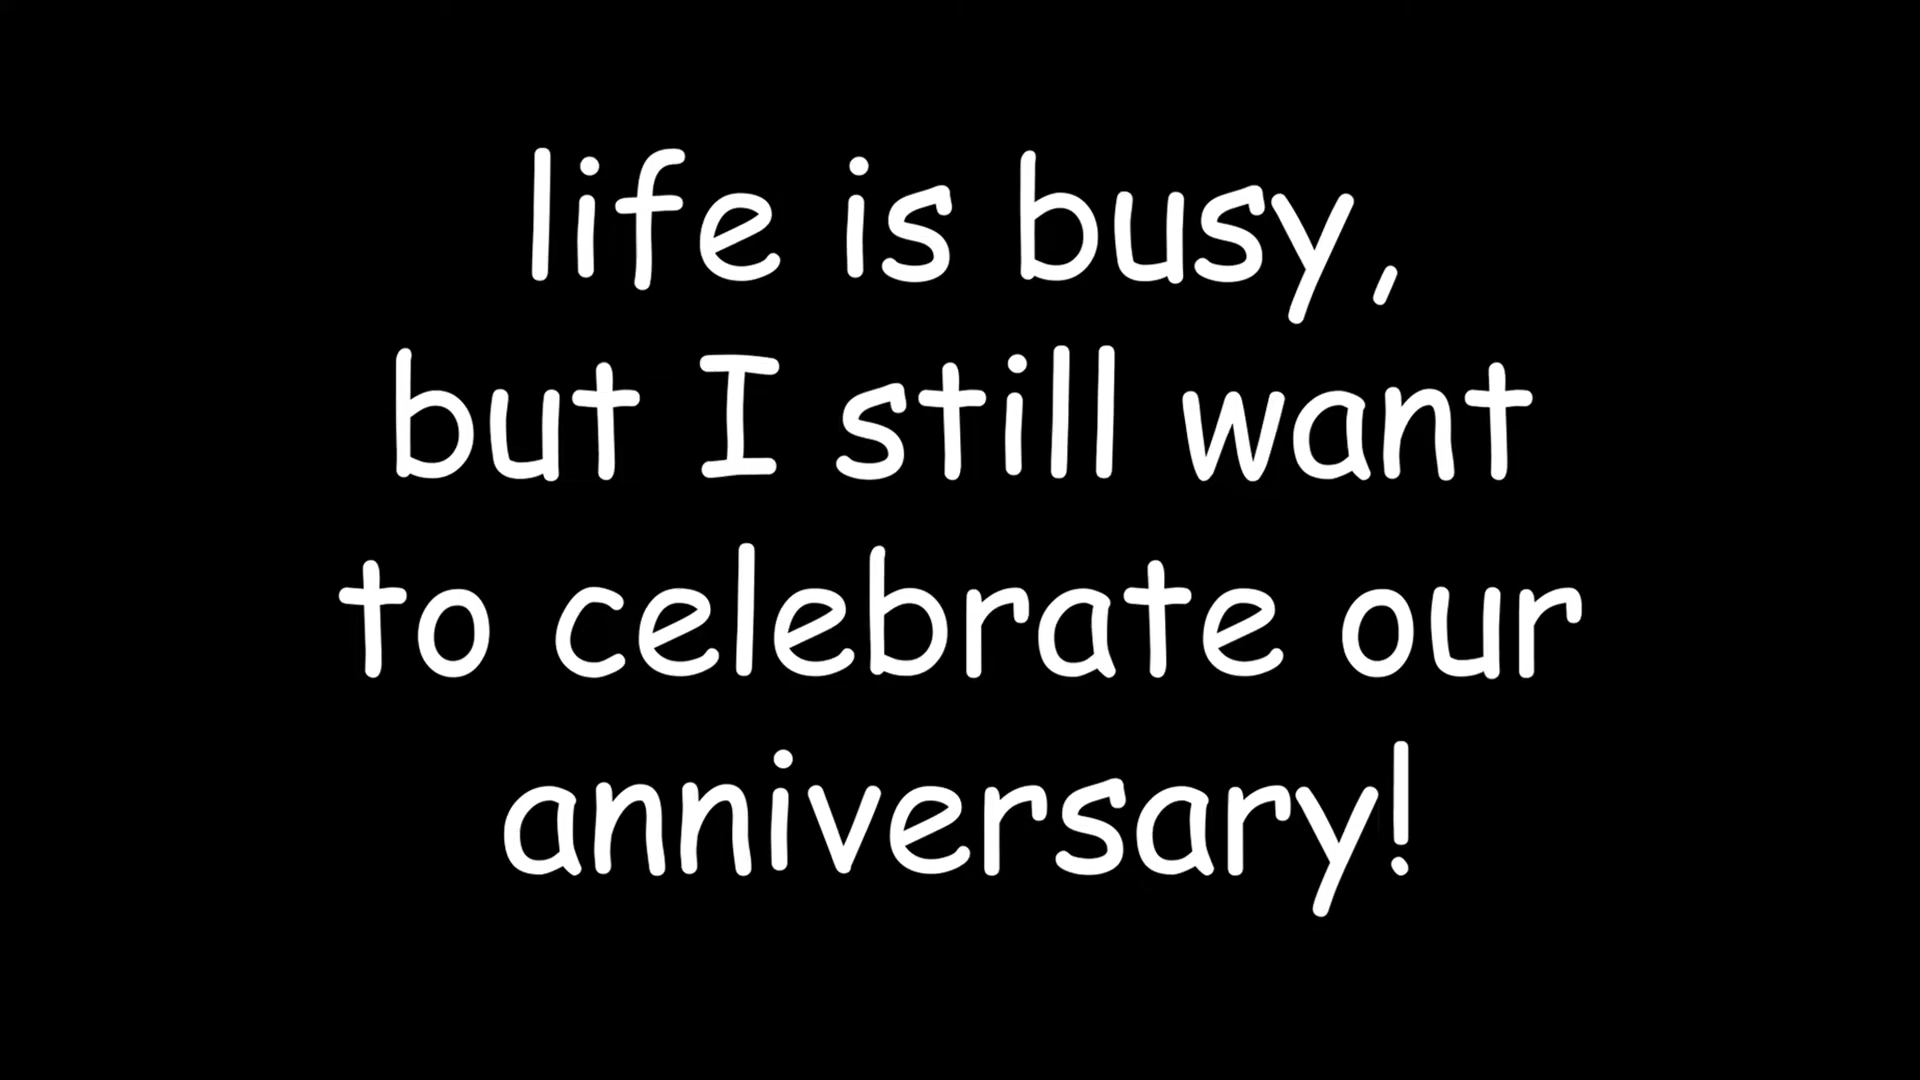 life is busy,
but I still want
to celebrate our
anniversary!